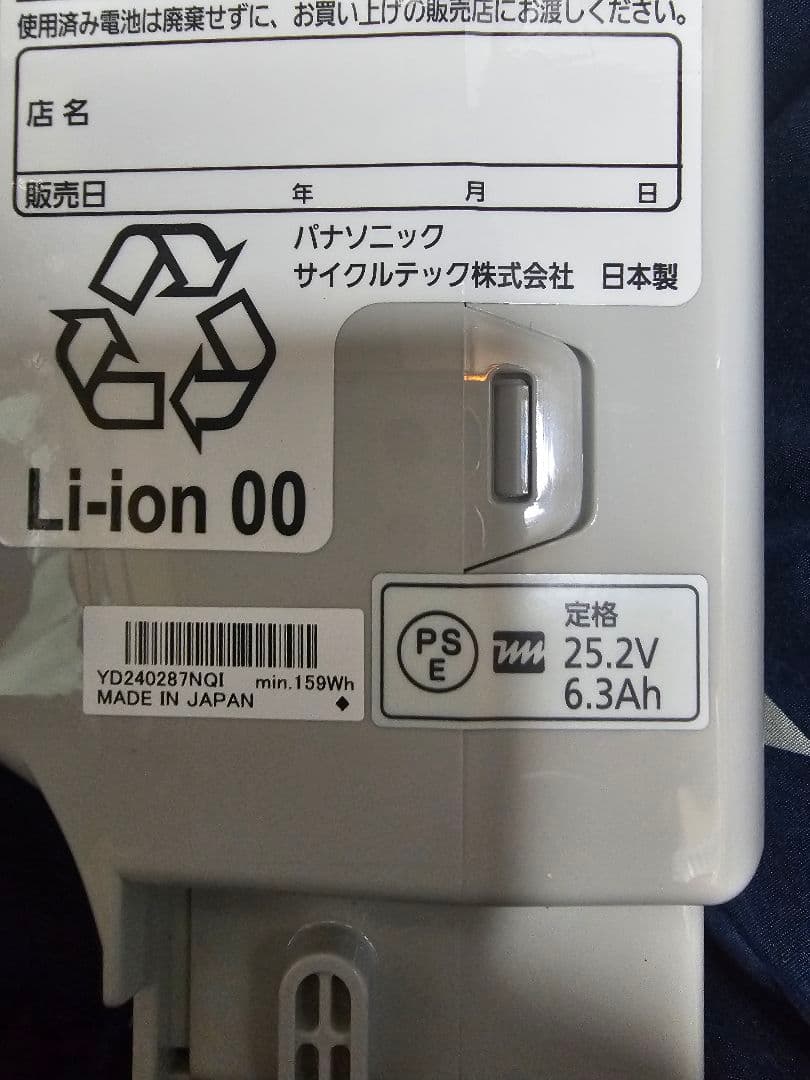 使用済み電池は廃棄せずに、お買い上げの販売店にお渡しください。
店名
販売日 年 月 日
パナソニック
サイクルテック株式会社 日本製
Li-ion 00
YD240287NQI min.159Wh
MADE IN JAPAN
PS
E
定格
25.2V
6.3Ah